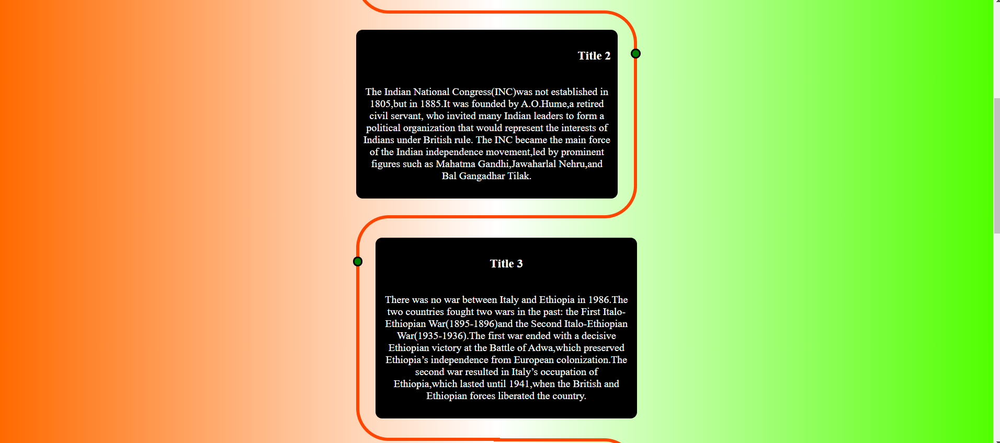 Title 2
The Indian National Congress(INC)was not established in
1805,but in 1885.It was founded by A.O.Hume,a retired
civil servant, who invited many Indian leaders to form a
political organization that would represent the interests of
Indians under British rule. The INC became the main force
of the Indian independence movement,led by prominent
figures such as Mahatma Gandhi,Jawaharlal Nehru,and
Bal Gangadhar Tilak.
Title 3
There was no war between Italy and Ethiopia in 1986.The
two countries fought two wars in the past: the First Italo-
Ethiopian War(1895-1896)and the Second Italo-Ethiopian
War(1935-1936).The first war ended with a decisive
Ethiopian victory at the Battle of Adwa,which preserved
Ethiopia’s independence from European colonization.The
second war resulted in Italy’s occupation of
Ethiopia,which lasted until 1941,when the British and
Ethiopian forces liberated the country.